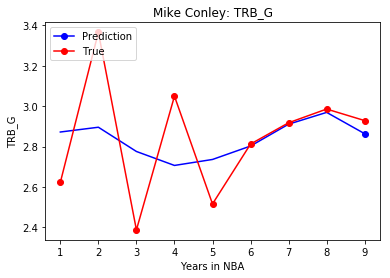 Mike Conley: TRB_G
Prediction
True
3.4
3.2
3.0
2.8
2.6
2.4
TRB_G
1 2 3 4 5 6 7 8 9
Years in NBA